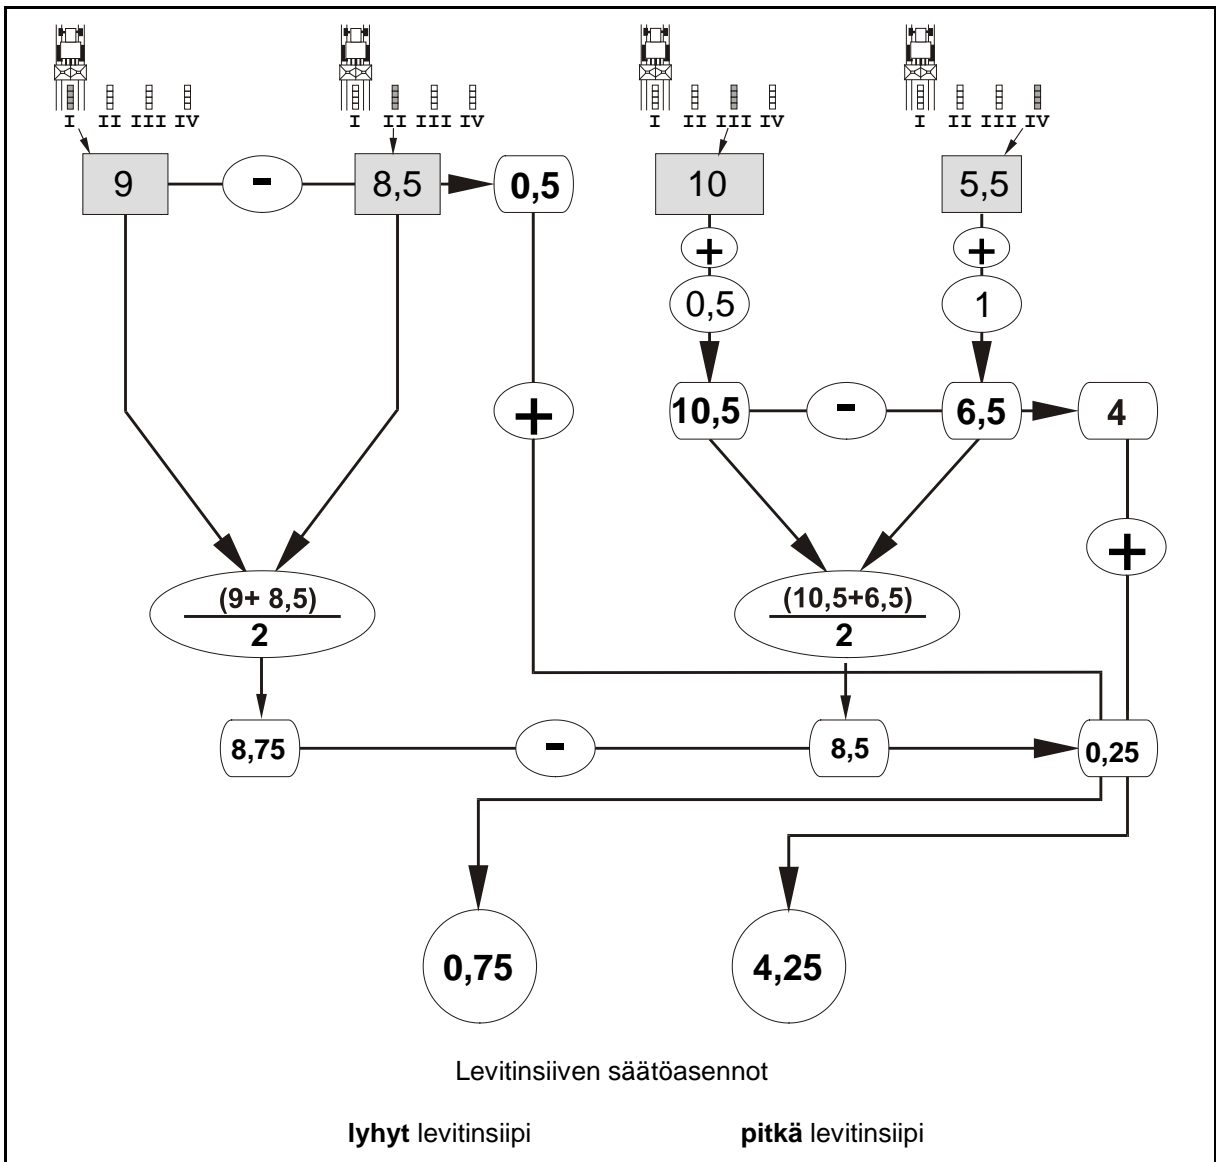 I II III IV I II III IV I II III IV I II III IV
9 - 8,5 0,5 10 5,5
+ +
0,5 1
+ 10,5 - 6,5 4
+
(9+ 8,5) (10,5+6,5)
2 2
8,75 - 8,5 0,25
0,75 4,25
Levitinsiiven säätöasennot
lyhyt levitinsiipi pitkä levitinsiipi